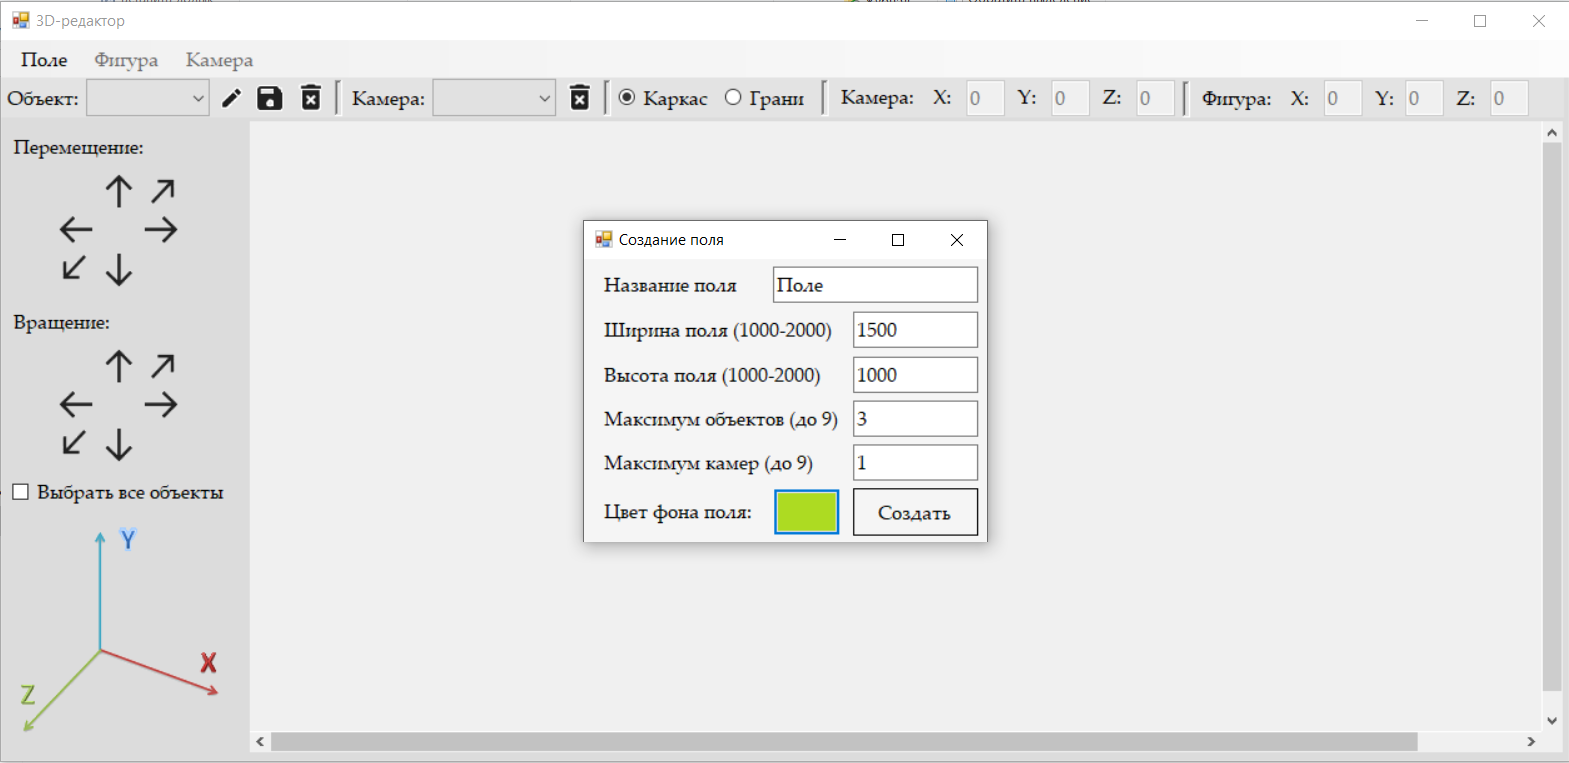 3D-редактор
Поле Фигура Камера
Объект: Камера: Каркас Грани Камера: X: 0 Y: 0 Z: 0 Фигура: X: 0 Y: 0 Z: 0
Перемещение:
Вращение:
Выбрать все объекты
Y
X
Z
Создание поля
Название поля Поле
Ширина поля (1000-2000) 1500
Высота поля (1000-2000) 1000
Максимум объектов (до 9) 3
Максимум камер (до 9) 1
Цвет фона поля: Создать